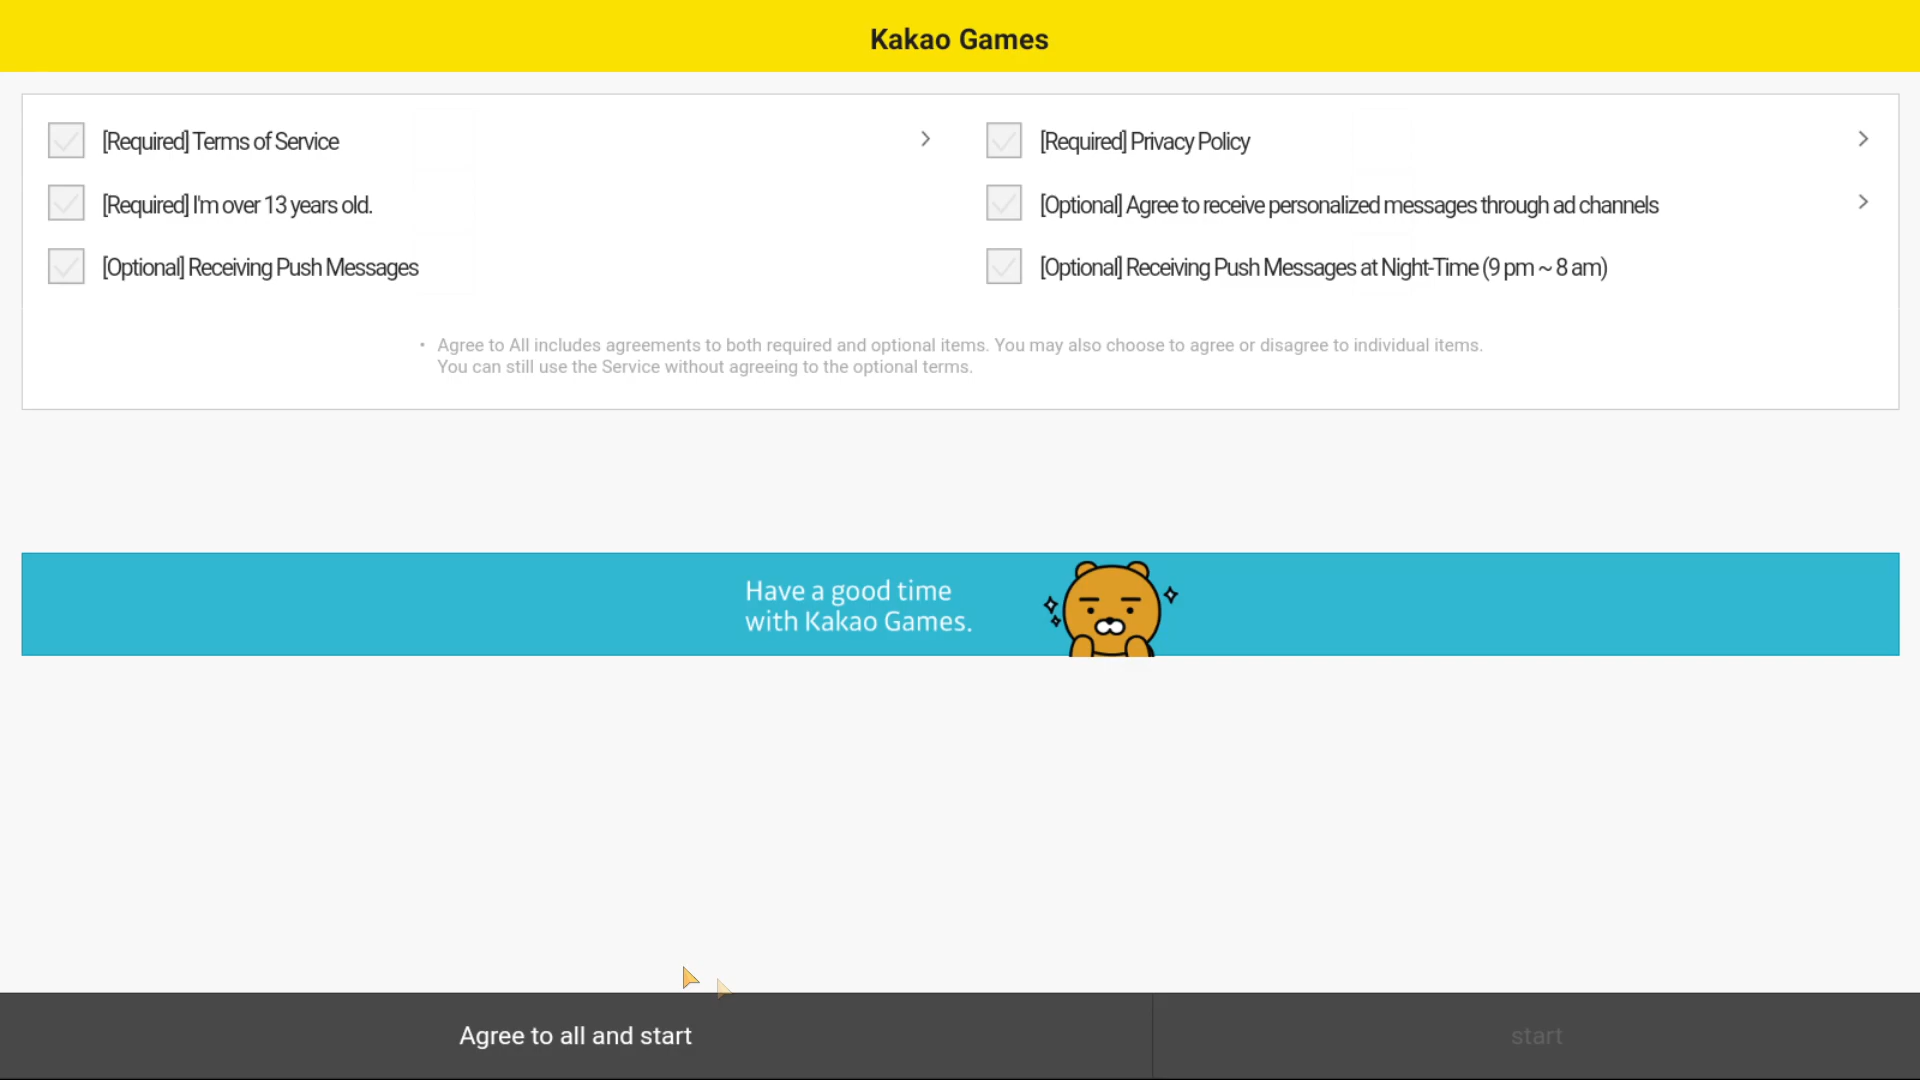 Kakao Games
[Required] Terms of Service
[Required] Privacy Policy
[Required] I'm over 13 years old.
[Optional] Agree to receive personalized messages through ad channels
[Optional] Receiving Push Messages
[Optional] Receiving Push Messages at Night-Time (9 pm ~ 8 am)
• Agree to All includes agreements to both required and optional items. You may also choose to agree or disagree to individual items.
You can still use the Service without agreeing to the optional terms.
Have a good time
with Kakao Games.
Agree to all and start
start